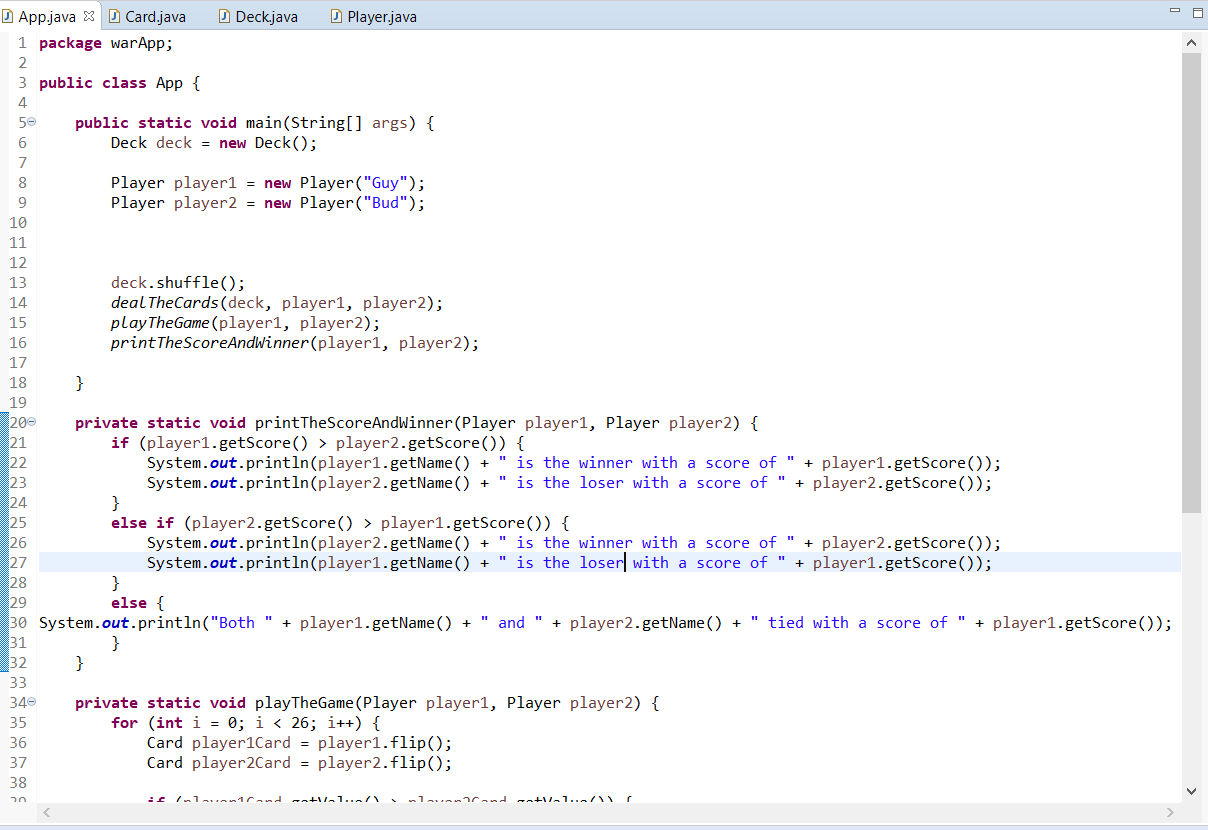 App.java Card.java Deck.java Player.java
1 package warApp;
2
3 public class App {
4
5 public static void main(String[] args) {
6 Deck deck = new Deck();
7
8 Player player1 = new Player("Guy");
9 Player player2 = new Player("Bud");
10
11
12
13 deck.shuffle();
14 dealTheCards(deck, player1, player2);
15 playTheGame(player1, player2);
16 printTheScoreAndWinner(player1, player2);
17
18 }
19
20 private static void printTheScoreAndWinner(Player player1, Player player2) {
21 if (player1.getScore() > player2.getScore()) {
22 System.out.println(player1.getName() + " is the winner with a score of " + player1.getScore());
23 System.out.println(player2.getName() + " is the loser with a score of " + player2.getScore());
24 }
25 else if (player2.getScore() > player1.getScore()) {
26 System.out.println(player2.getName() + " is the winner with a score of " + player2.getScore());
27 System.out.println(player1.getName() + " is the loser with a score of " + player1.getScore());
28 }
29 else {
30 System.out.println("Both " + player1.getName() + " and " + player2.getName() + " tied with a score of " + player1.getScore());
31 }
32 }
33
34 private static void playTheGame(Player player1, Player player2) {
35 for (int i = 0; i < 26; i++) {
36 Card player1Card = player1.flip();
37 Card player2Card = player2.flip();
38
39 if (player1Card.getValue() > player2Card.getValue()) {